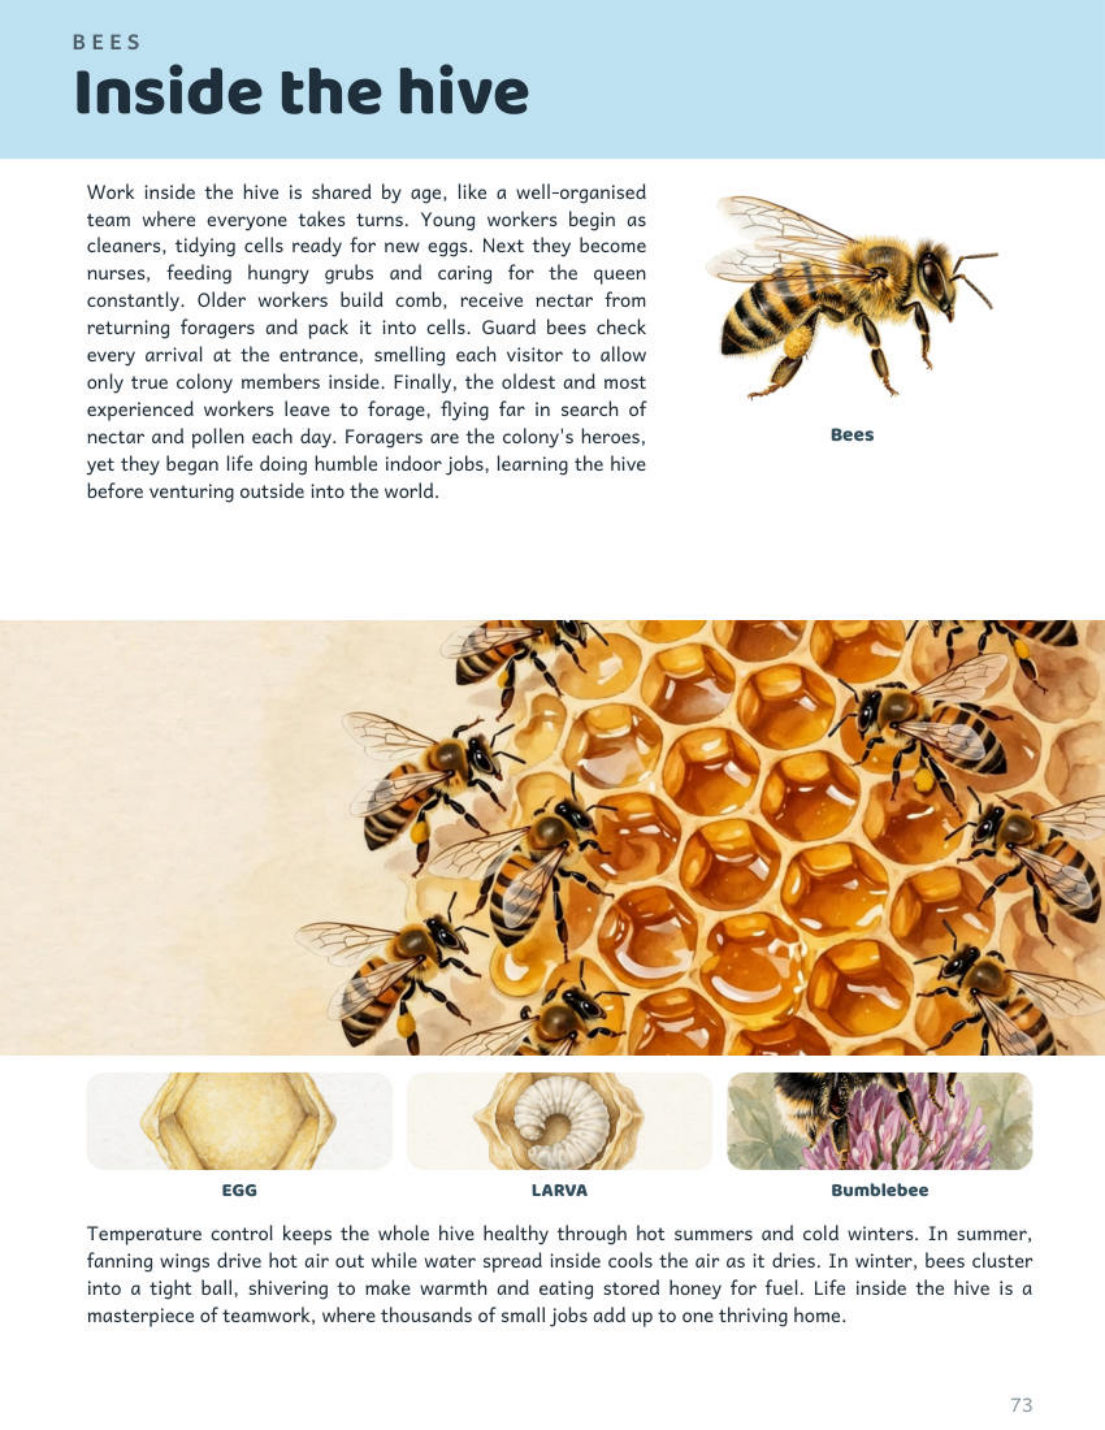 BEES
Inside the hive
Work inside the hive is shared by age, like a well-organised
team where everyone takes turns. Young workers begin as
cleaners, tidying cells ready for new eggs. Next they become
nurses, feeding hungry grubs and caring for the queen
constantly. Older workers build comb, receive nectar from
returning foragers and pack it into cells. Guard bees check
every arrival at the entrance, smelling each visitor to allow
only true colony members inside. Finally, the oldest and most
experienced workers leave to forage, flying far in search of
nectar and pollen each day. Foragers are the colony's heroes,
yet they began life doing humble indoor jobs, learning the hive
before venturing outside into the world.
Bees
EGG
LARVA
Bumblebee
Temperature control keeps the whole hive healthy through hot summers and cold winters. In summer,
fanning wings drive hot air out while water spread inside cools the air as it dries. In winter, bees cluster
into a tight ball, shivering to make warmth and eating stored honey for fuel. Life inside the hive is a
masterpiece of teamwork, where thousands of small jobs add up to one thriving home.
73